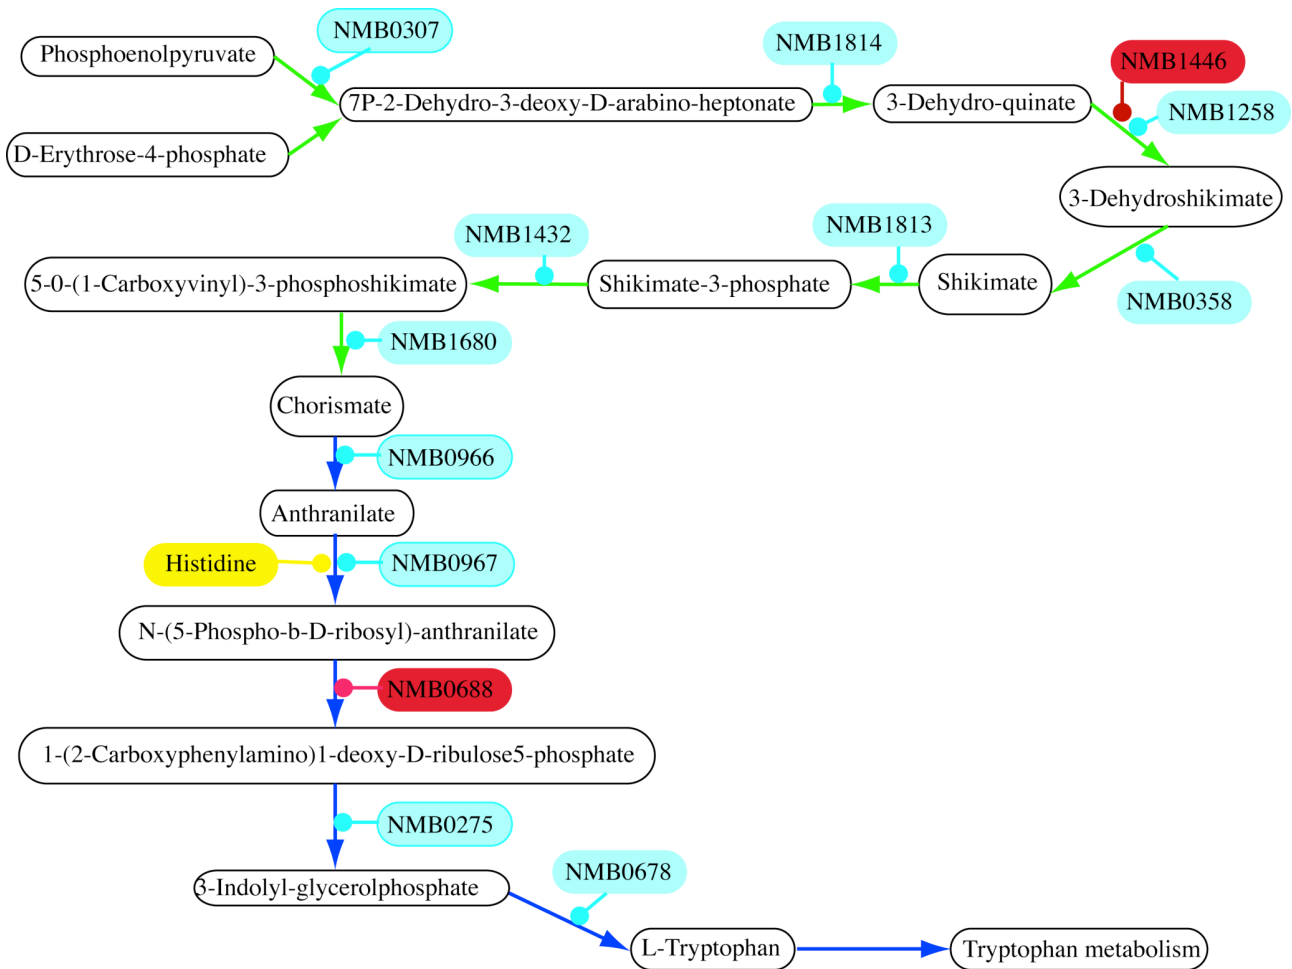 NMB0307
Phosphoenolpyruvate
NMB1814
NMB1446
7P-2-Dehydro-3-deoxy-D-arabino-heptonate
3-Dehydro-quinate
NMB1258
D-Erythrose-4-phosphate
3-Dehydroshikimate
NMB1432
NMB1813
5-0-(1-Carboxyvinyl)-3-phosphoshikimate
Shikimate-3-phosphate
Shikimate
NMB0358
NMB1680
Chorismate
NMB0966
Anthranilate
Histidine
NMB0967
N-(5-Phospho-b-D-ribosyl)-anthranilate
NMB0688
1-(2-Carboxyphenylamino)1-deoxy-D-ribulose5-phosphate
NMB0275
NMB0678
3-Indolyl-glycerolphosphate
L-Tryptophan
Tryptophan metabolism